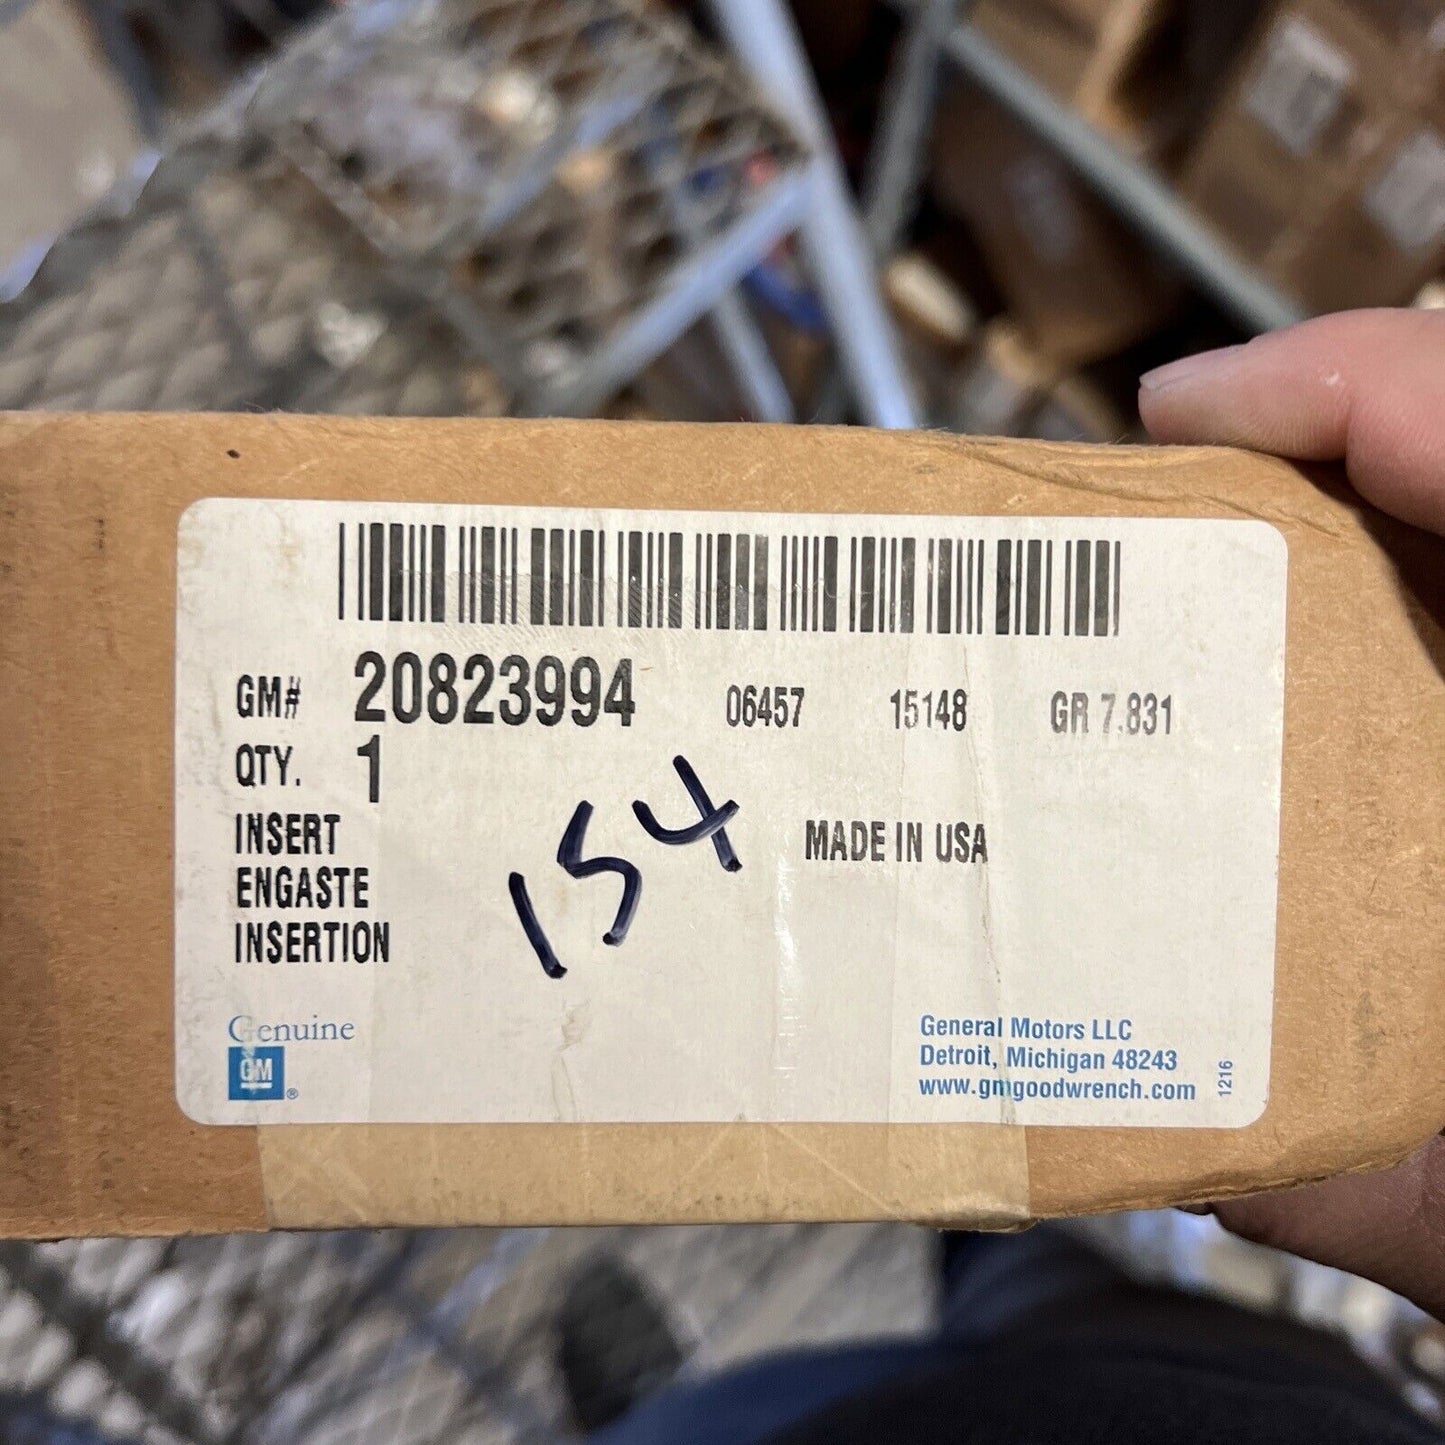 GM# 20823994 06457 15148 GR 7.831
QTY. 1
INSERT
ENGASTE
INSERTION
154
MADE IN USA
Genuine
GM®
General Motors LLC
Detroit, Michigan 48243
www.gmgoodwrench.com
1216